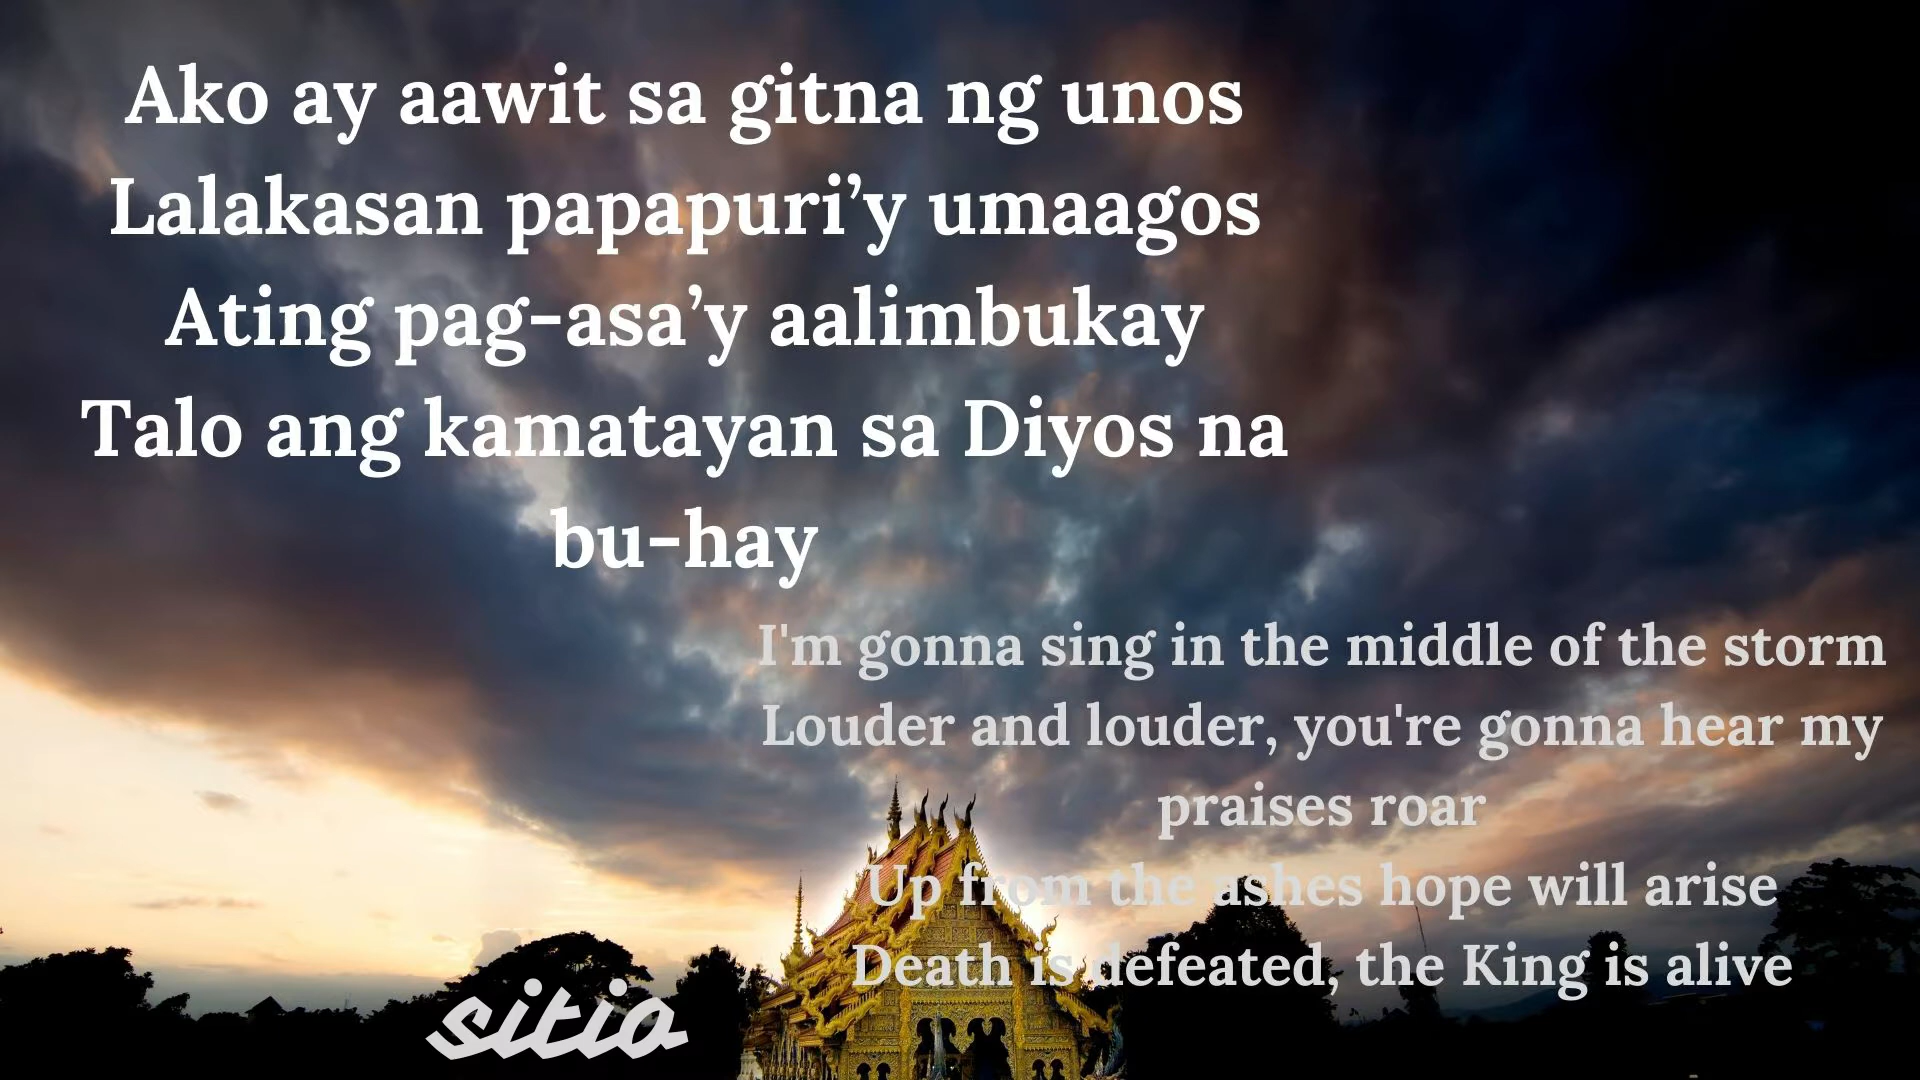 Ako ay aawit sa gitna ng unos
Lalakasan papapuri’y umaagos
Ating pag-asa’y aalimbukay
Talo ang kamatayan sa Diyos na
bu-hay
I'm gonna sing in the middle of the storm
Louder and louder, you're gonna hear my
praises roar
Up from the ashes hope will arise
Death is defeated, the King is alive
sitio